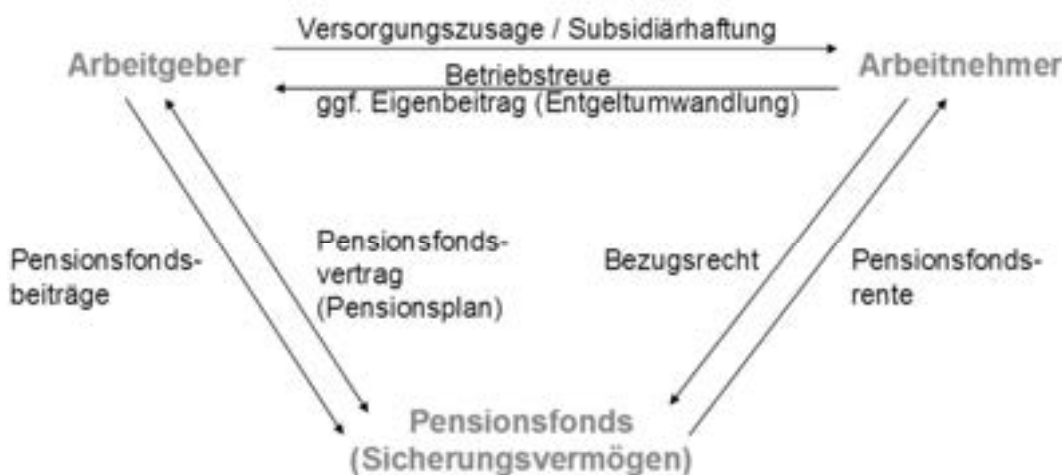 Versorgungszusage / Subsidiärhaftung
Arbeitgeber
Arbeitnehmer
Betriebstreue
ggf. Eigenbeitrag (Entgeltumwandlung)
Pensionsfonds-
beiträge
Pensionsfonds-
vertrag
(Pensionsplan)
Bezugsrecht
Pensionsfonds-
rente
Pensionsfonds
(Sicherungsvermögen)